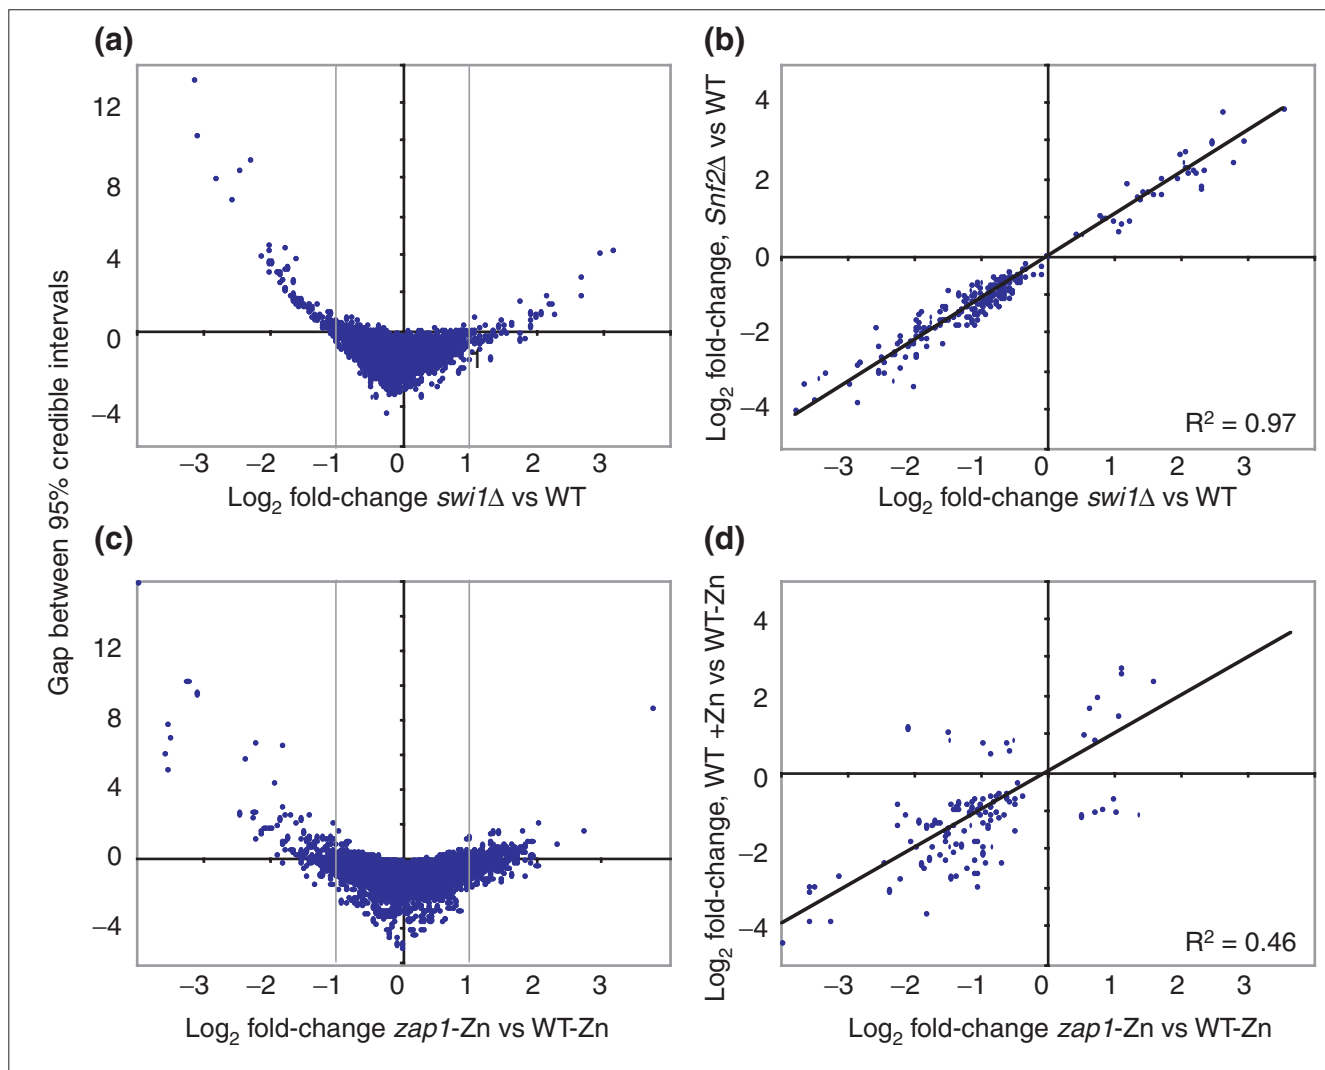 (a)
(b)
Gap between 95% credible intervals
12
8
4
0
−4
−3 −2 −1 0 1 2 3
Log2 fold-change swi1Δ vs WT
Log2 fold-change, Snf2Δ vs WT
4
2
0
−2
−4
R2 = 0.97
−3 −2 −1 0 1 2 3
Log2 fold-change swi1Δ vs WT
(c)
(d)
12
8
4
0
−4
−3 −2 −1 0 1 2 3
Log2 fold-change zap1-Zn vs WT-Zn
Log2 fold-change, WT +Zn vs WT-Zn
4
2
0
−2
−4
R2 = 0.46
−3 −2 −1 0 1 2 3
Log2 fold-change zap1-Zn vs WT-Zn